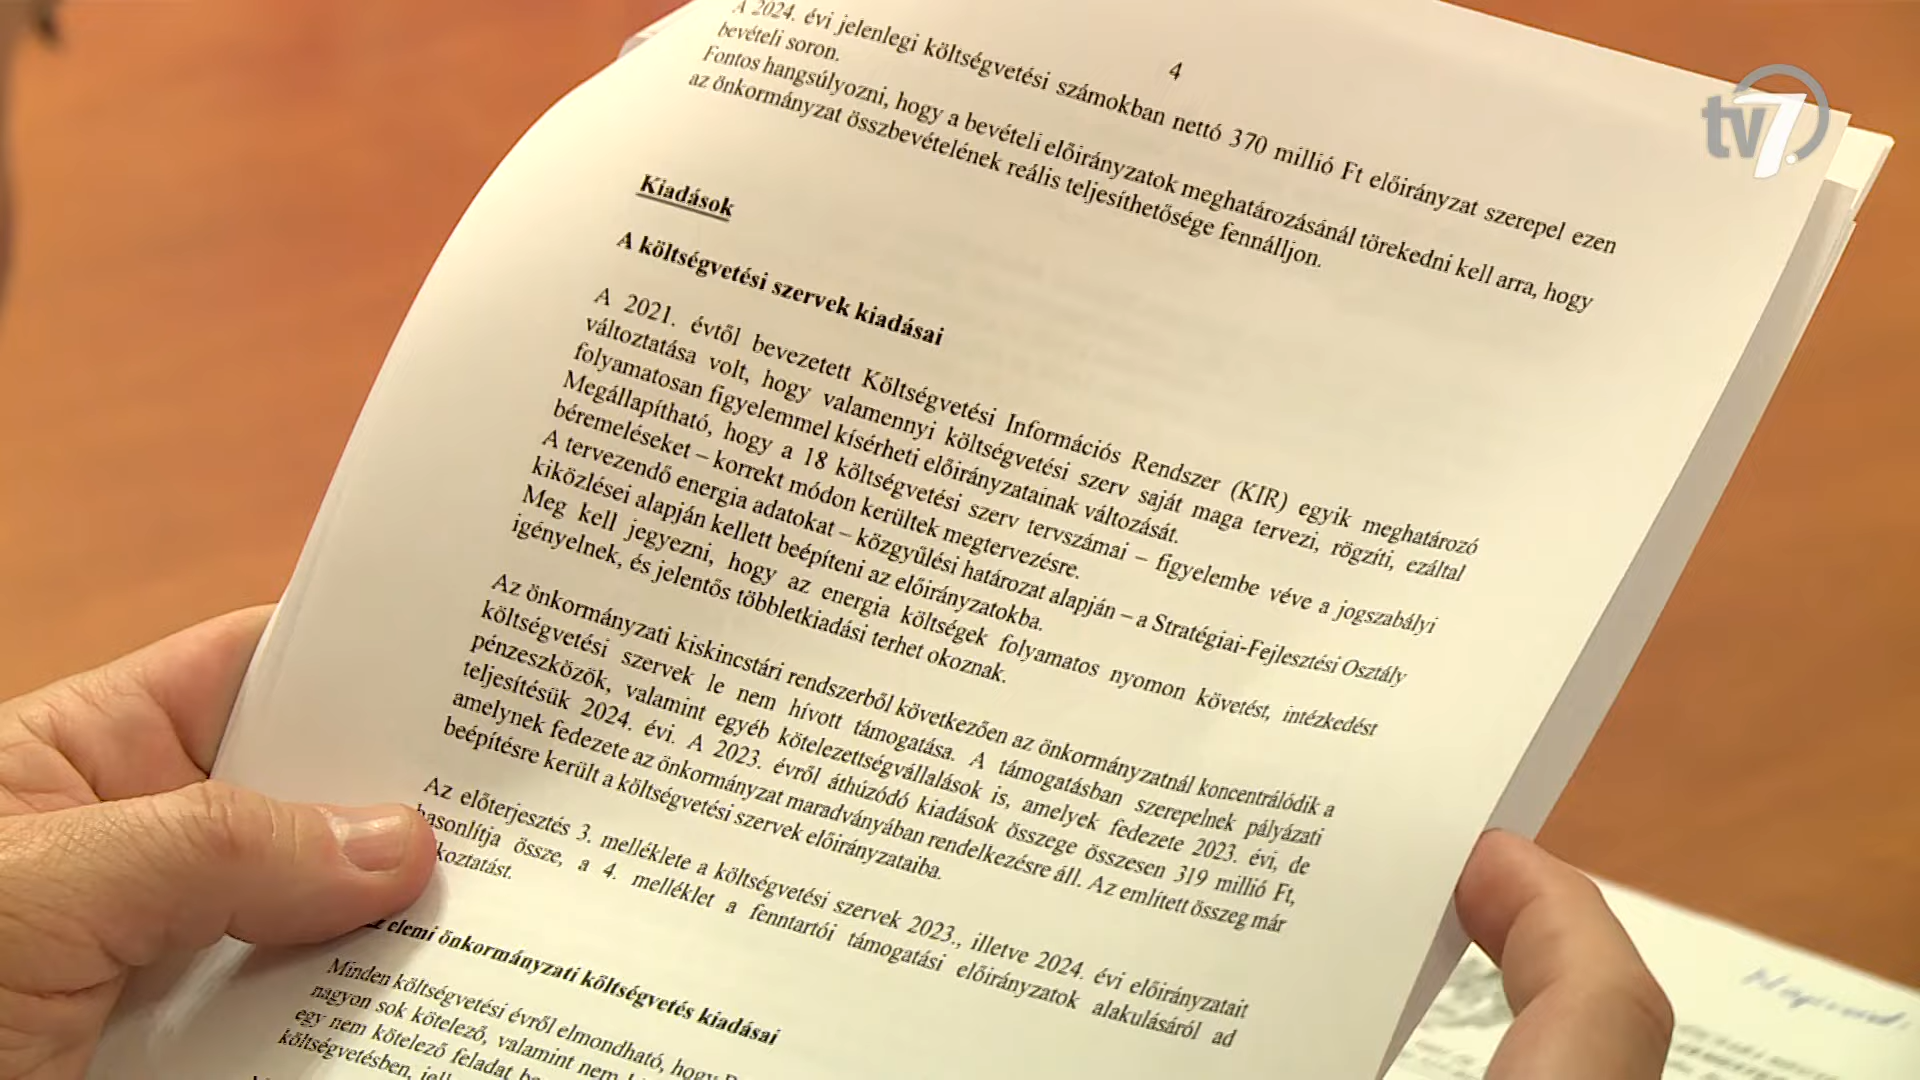 4
A 2024. évi jelenlegi költségvetési számokban nettó 370 millió Ft előirányzat szerepel ezen
bevételi soron.
Fontos hangsúlyozni, hogy a bevételi előirányzatok meghatározásánál törekedni kell arra, hogy
az önkormányzat összbevételének reális teljesíthetősége fennálljon.
Kiadások
A költségvetési szervek kiadásai
A 2021. évtől bevezetett Költségvetési Információs Rendszer (KIR) egyik meghatározó
változtatása volt, hogy valamennyi költségvetési szerv saját maga tervezi, rögzíti, ezáltal
folyamatosan figyelemmel kísérheti előirányzatainak változását.
Megállapítható, hogy a 18 költségvetési szerv tervszámai – figyelembe véve a jogszabályi
béremeléseket – korrekt módon kerültek megtervezésre.
A tervezendő energia adatokat – közgyűlési határozat alapján – a Stratégiai-Fejlesztési Osztály
kiközlései alapján kellett beépíteni az előirányzatokba.
Meg kell jegyezni, hogy az energia költségek folyamatos nyomon követést, intézkedést
igényelnek, és jelentős többletkiadási terhet okoznak.
Az önkormányzati kiskincstári rendszerből következően az önkormányzatnál koncentrálódik a
költségvetési szervek le nem hívott támogatása. A támogatásban szerepelnek pályázati
pénzeszközök, valamint egyéb kötelezettségvállalások is, amelyek fedezete 2023. évi, de
teljesítésük 2024. évi. A 2023. évről áthúzódó kiadások összege összesen 319 millió Ft,
amelynek fedezete az önkormányzat maradványában rendelkezésre áll. Az említett összeg már
beépítésre került a költségvetési szervek előirányzataiba.
Az előterjesztés 3. melléklete a költségvetési szervek 2023., illetve 2024. évi előirányzatait
hasonlítja össze, a 4. melléklet a fenntartói támogatási előirányzatok alakulásáról ad
koztatást.
Az elemi önkormányzati költségvetés kiadásai
Minden költségvetési évről elmondható, hogy
nagyon sok kötelező, valamint nem
egy nem kötelező feladat
költségvetésben,
tv7